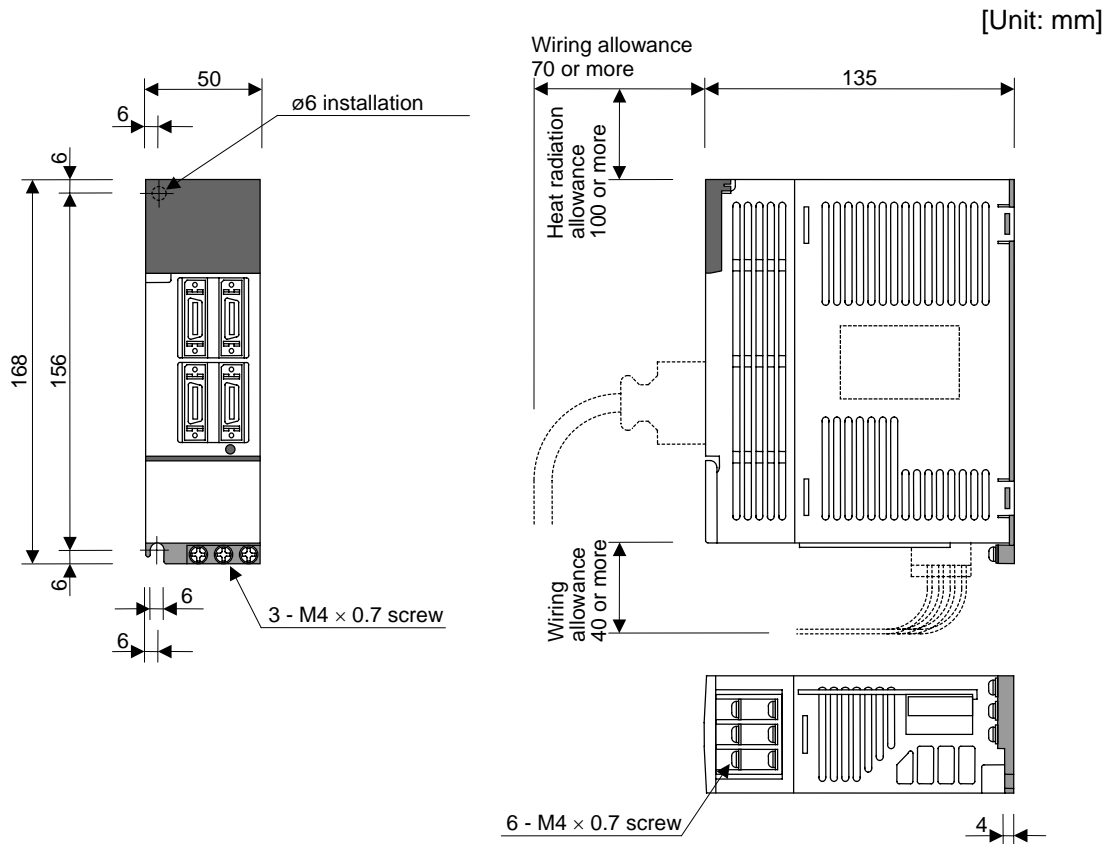 [Unit: mm]
Wiring allowance
70 or more
50
135
6
ø6 installation
6
Heat radiation
allowance
100 or more
168
156
6
6
3 - M4 × 0.7 screw
6
Wiring
allowance
40 or more
6 - M4 × 0.7 screw
4